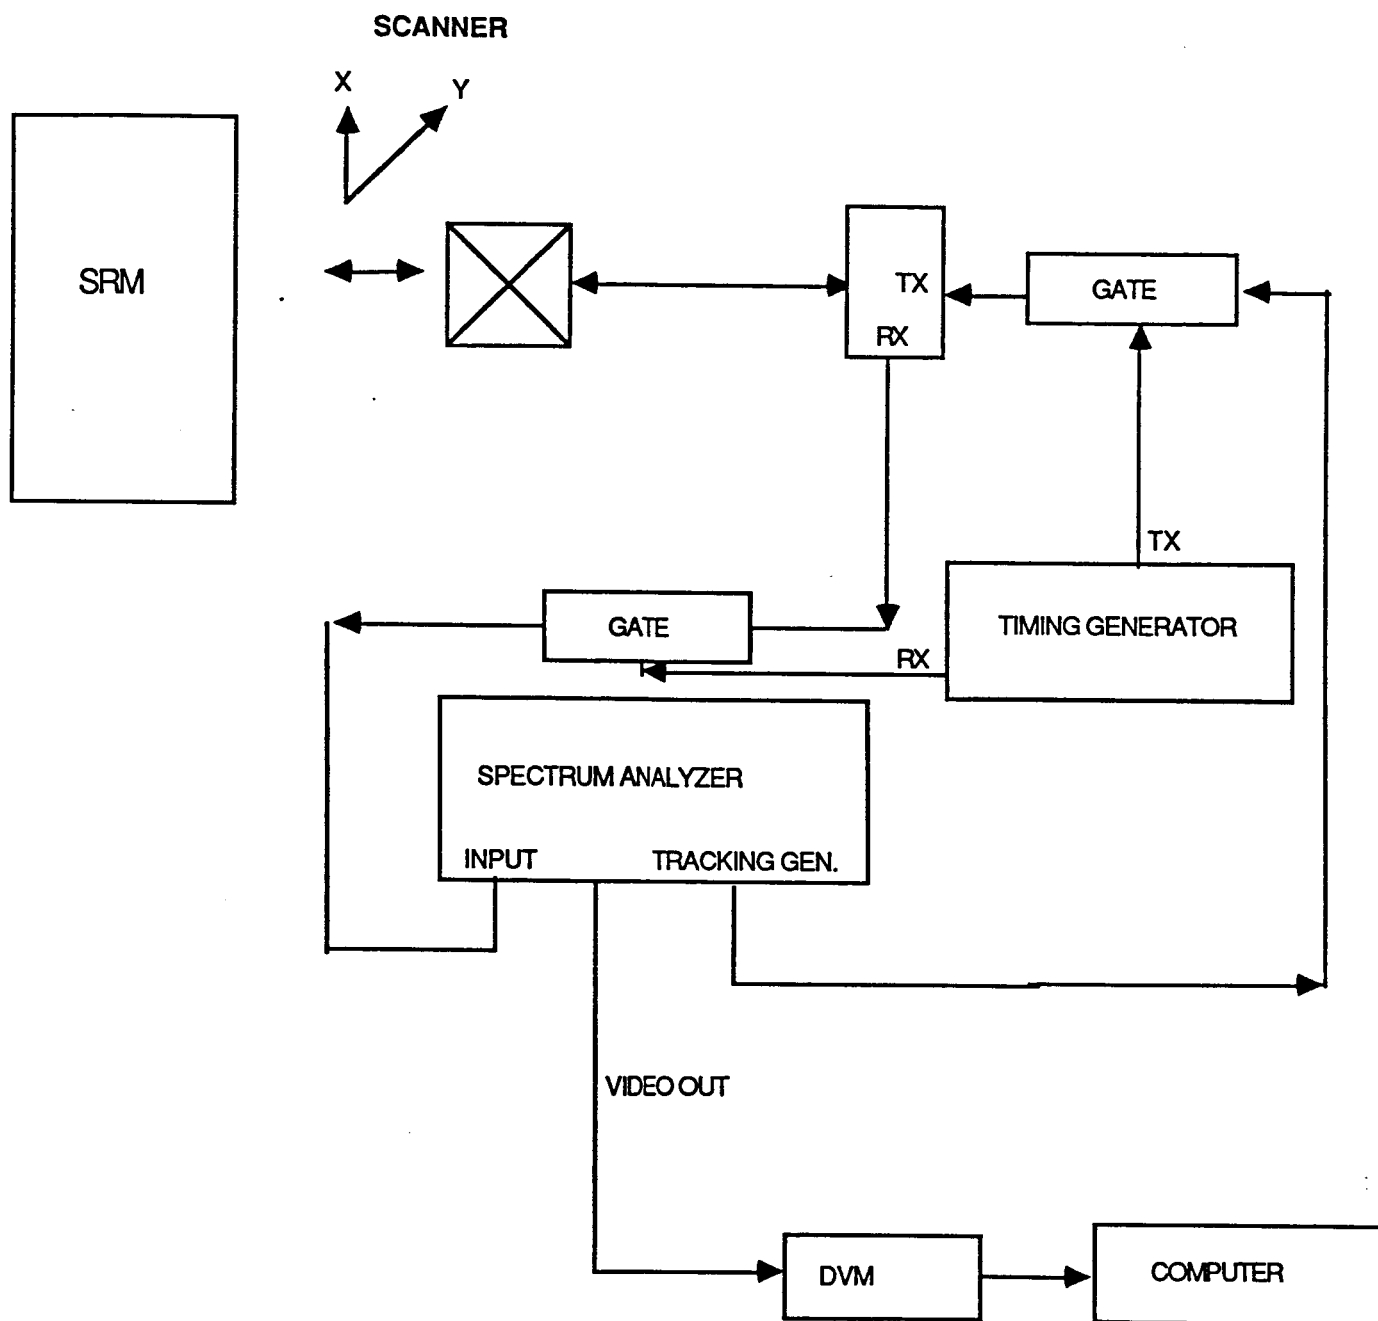 SCANNER
X
Y
SRM
TX
RX
GATE
TX
GATE
TIMING GENERATOR
RX
SPECTRUM ANALYZER
INPUT
TRACKING GEN.
VIDEO OUT
DVM
COMPUTER